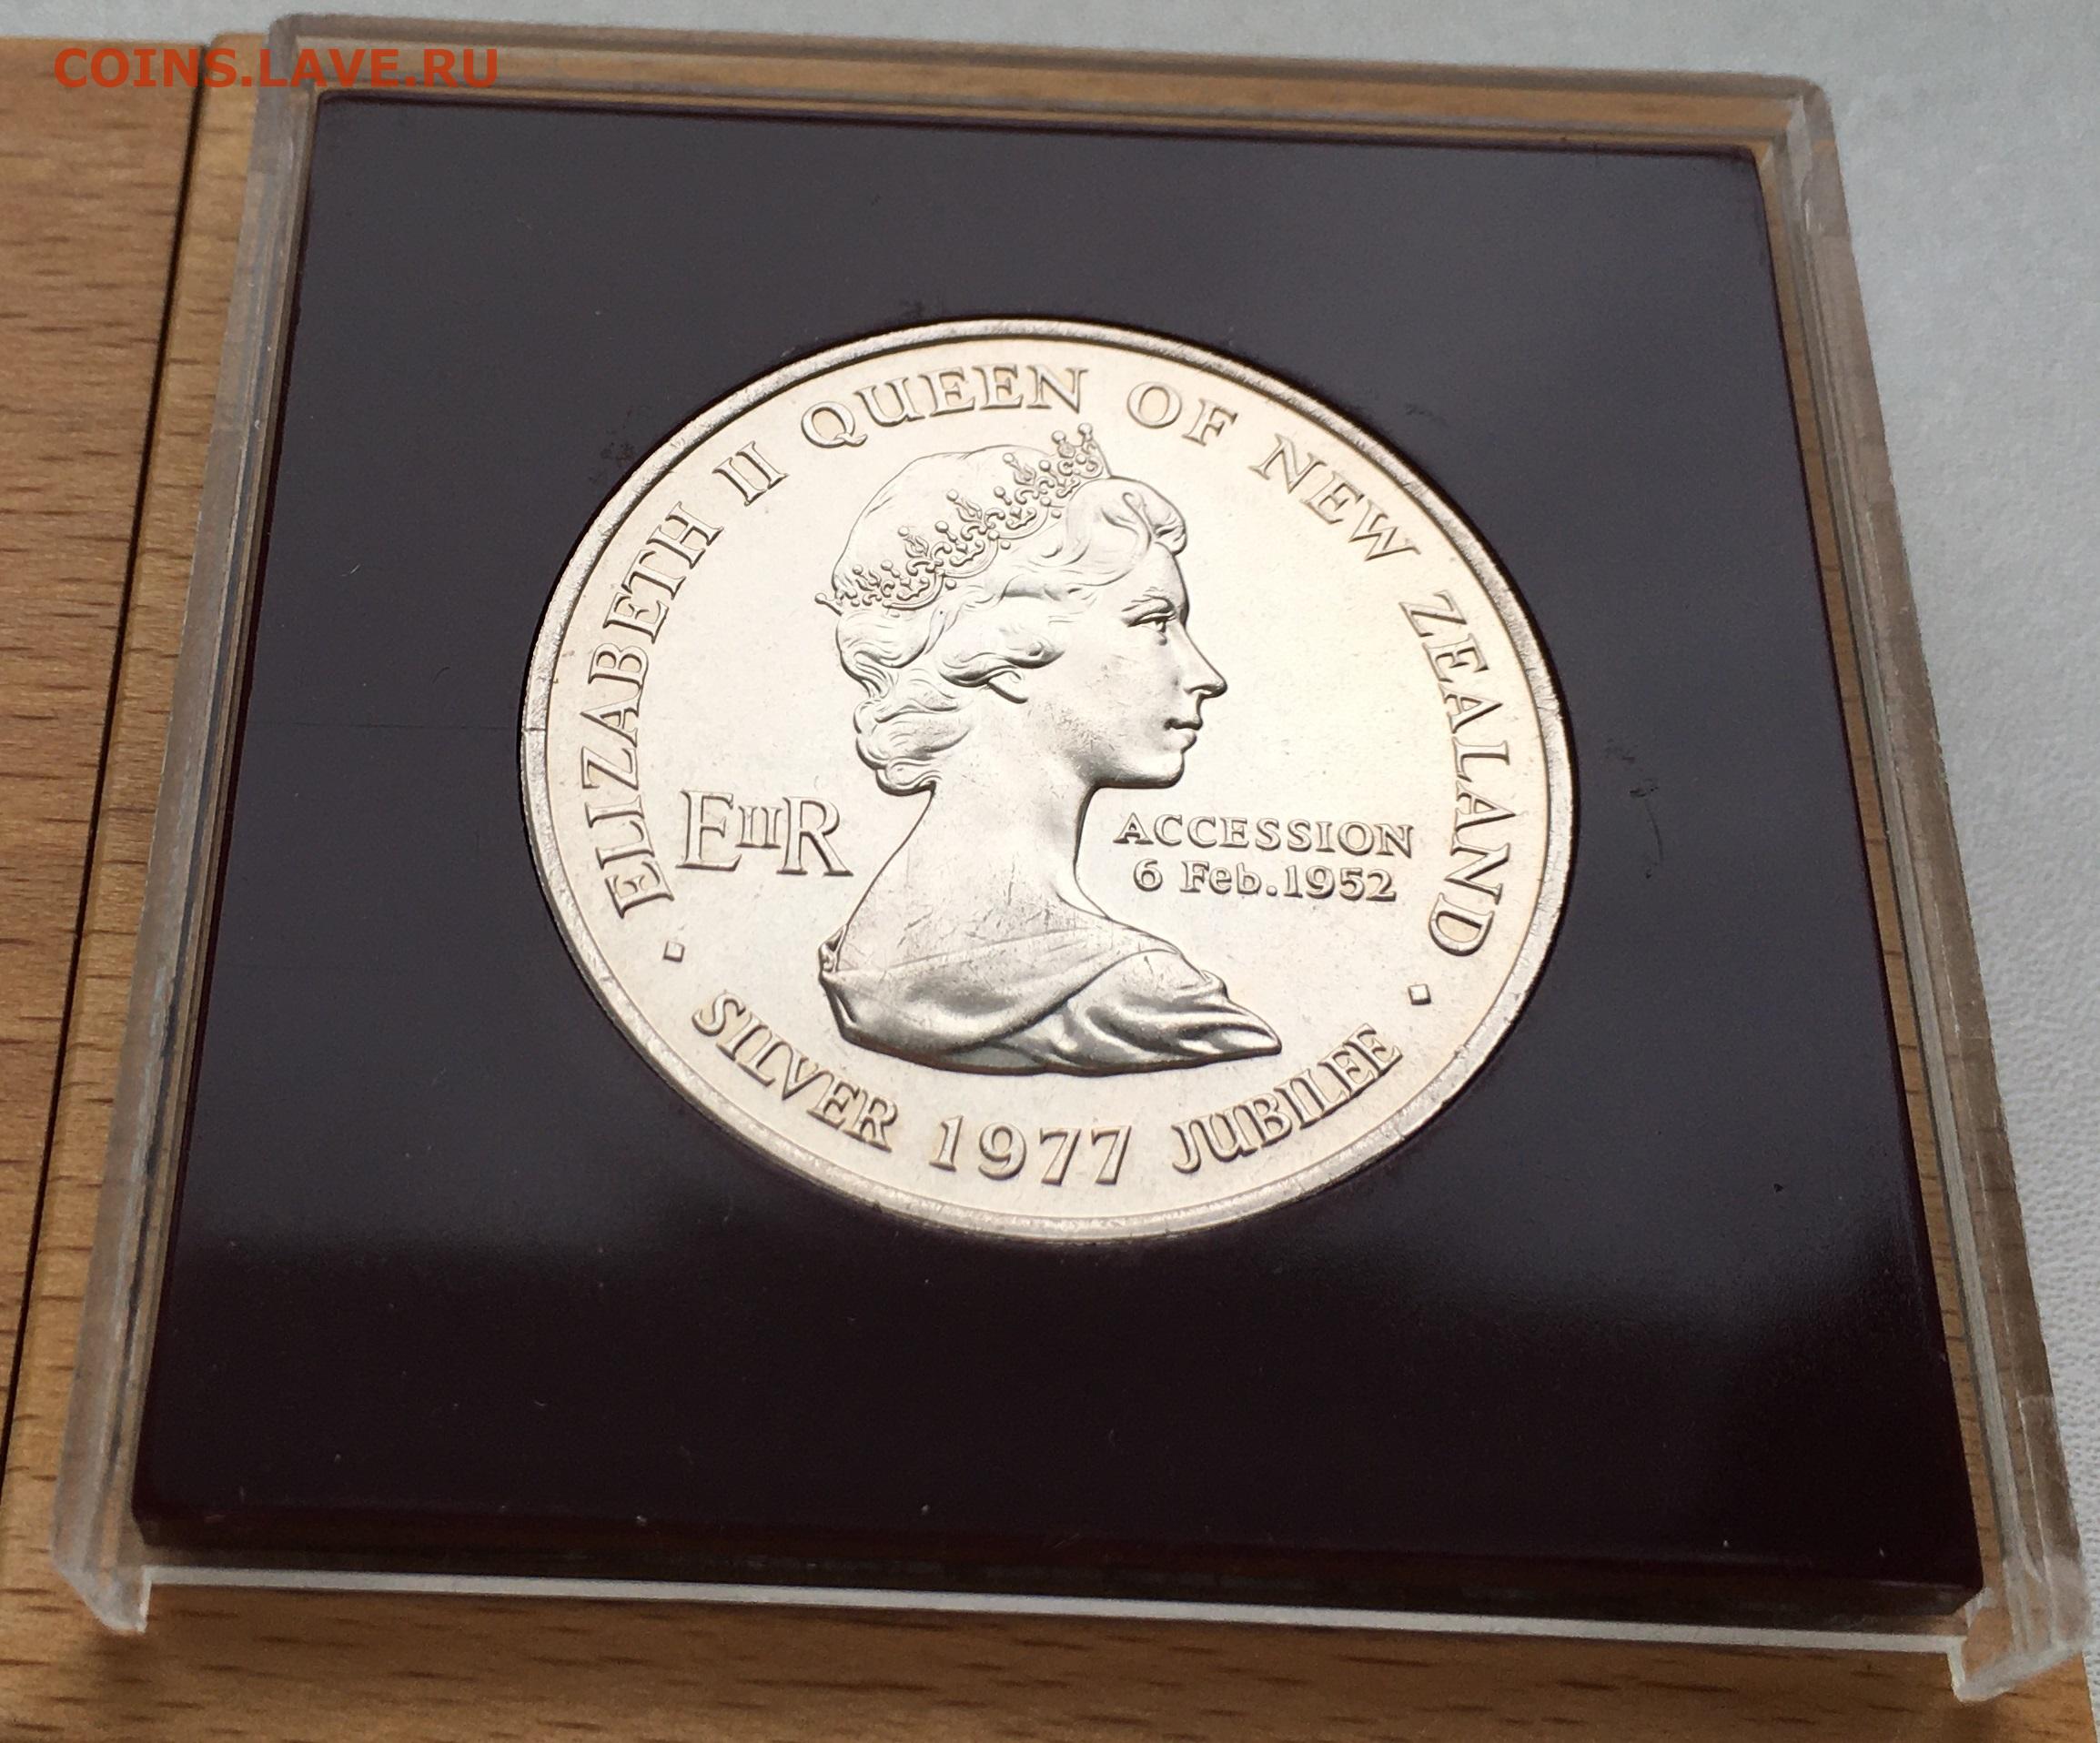 COINS.LAVE.RU
ELIZABETH II QUEEN OF NEW ZEALAND
EIIR
ACCESSION
6 Feb.1952
SILVER 1977 JUBILEE